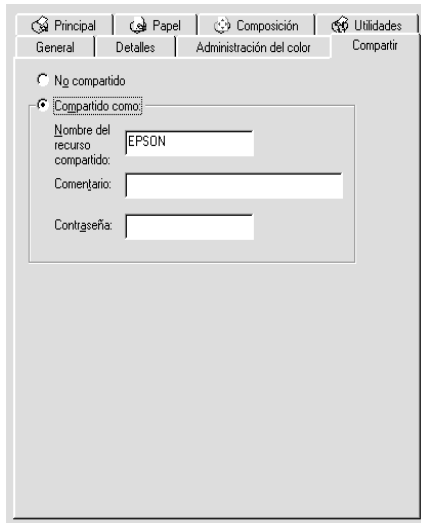 Principal Papel Composición Utilidades
General Detalles Administración del color Compartir
No compartido
Compartido como:
Nombre del
recurso
compartido:
EPSON
Comentario:
Contraseña: